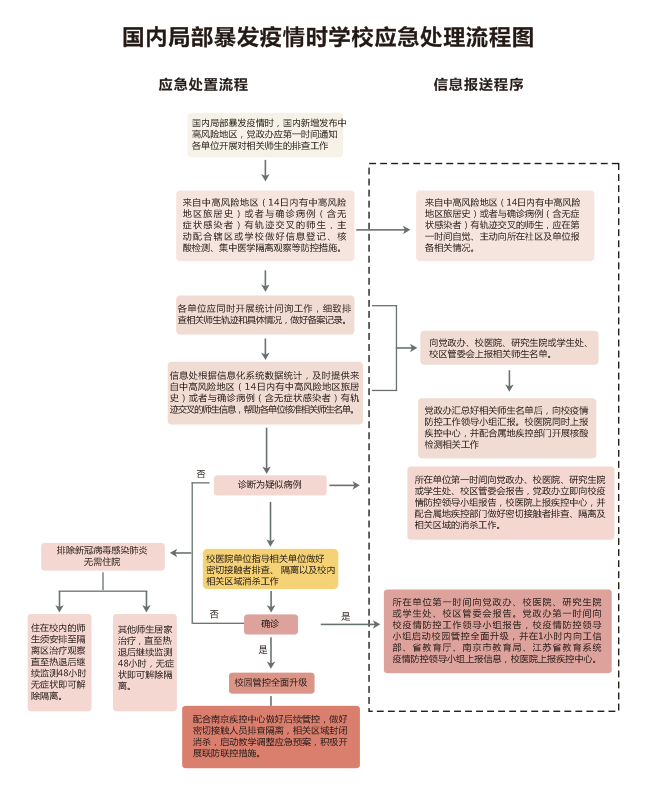 国内局部暴发疫情时学校应急处理流程图
应急处置流程
信息报送程序
国内局部暴发疫情时，国内新增发布中
高风险地区，党政办应第一时间通知
各单位开展对相关师生的排查工作
来自中高风险地区（14日内有中高风险
地区旅居史）或者与确诊病例（含无
症状感染者）有轨迹交叉的师生，主
动配合辖区或学校做好信息登记、核
酸检测、集中医学隔离观察等防控措施。
来自中高风险地区（14日内有中高风险
地区旅居史）或者与确诊病例（含无症
状感染者）有轨迹交叉的师生，应在第
一时间自觉、主动向所在社区及单位报
备相关情况。
各单位应同时开展统计问询工作，细致排
查相关师生轨迹和具体情况，做好备案记录。
向党政办、校医院、研究生院或学生处、
校区管委会上报相关师生名单。
信息处根据信息化系统数据统计，及时提供来
自中高风险地区（14日内有中高风险地区旅居
史）或者与确诊病例（含无症状感染者）有轨
迹交叉的师生信息，帮助各单位核准相关师生名单。
党政办汇总好相关师生名单后，向校疫情
防控工作领导小组汇报。校医院同时上报
疾控中心，并配合属地疾控部门开展核酸
检测相关工作
否
诊断为疑似病例
所在单位第一时间向党政办、校医院、研究生院
或学生处、校区管委会报告，党政办立即向校疫
情防控领导小组报告，校医院上报疾控中心，并
配合属地疾控部门做好密切接触者排查、隔离及
相关区域的消杀工作。
排除新冠病毒感染肺炎
无需住院
校医院单位指导相关单位做好
密切接触者排查、隔离以及校内
相关区域消杀工作
住在校内的师
生须安排至隔
离区治疗观察
直至热退后继
续监测48小时
无症状即可解
除隔离。
其他师生居家
治疗，直至热
退后继续监测
48小时，无症
状即可解除隔
离。
否
确诊
是
是
所在单位第一时间向党政办、校医院、研究生院
或学生处、校区管委会报告。党政办第一时间向
校疫情防控工作领导小组报告，校疫情防控领导
小组启动校园管控全面升级，并在1小时内向工信
部、省教育厅、南京市教育局、江苏省教育系统
疫情防控领导小组上报信息，校医院上报疾控中心。
校园管控全面升级
配合南京疾控中心做好后续管控，做好
密切接触人员排查隔离，相关区域封闭
消杀，启动教学调整应急预案，积极开
展联防联控措施。